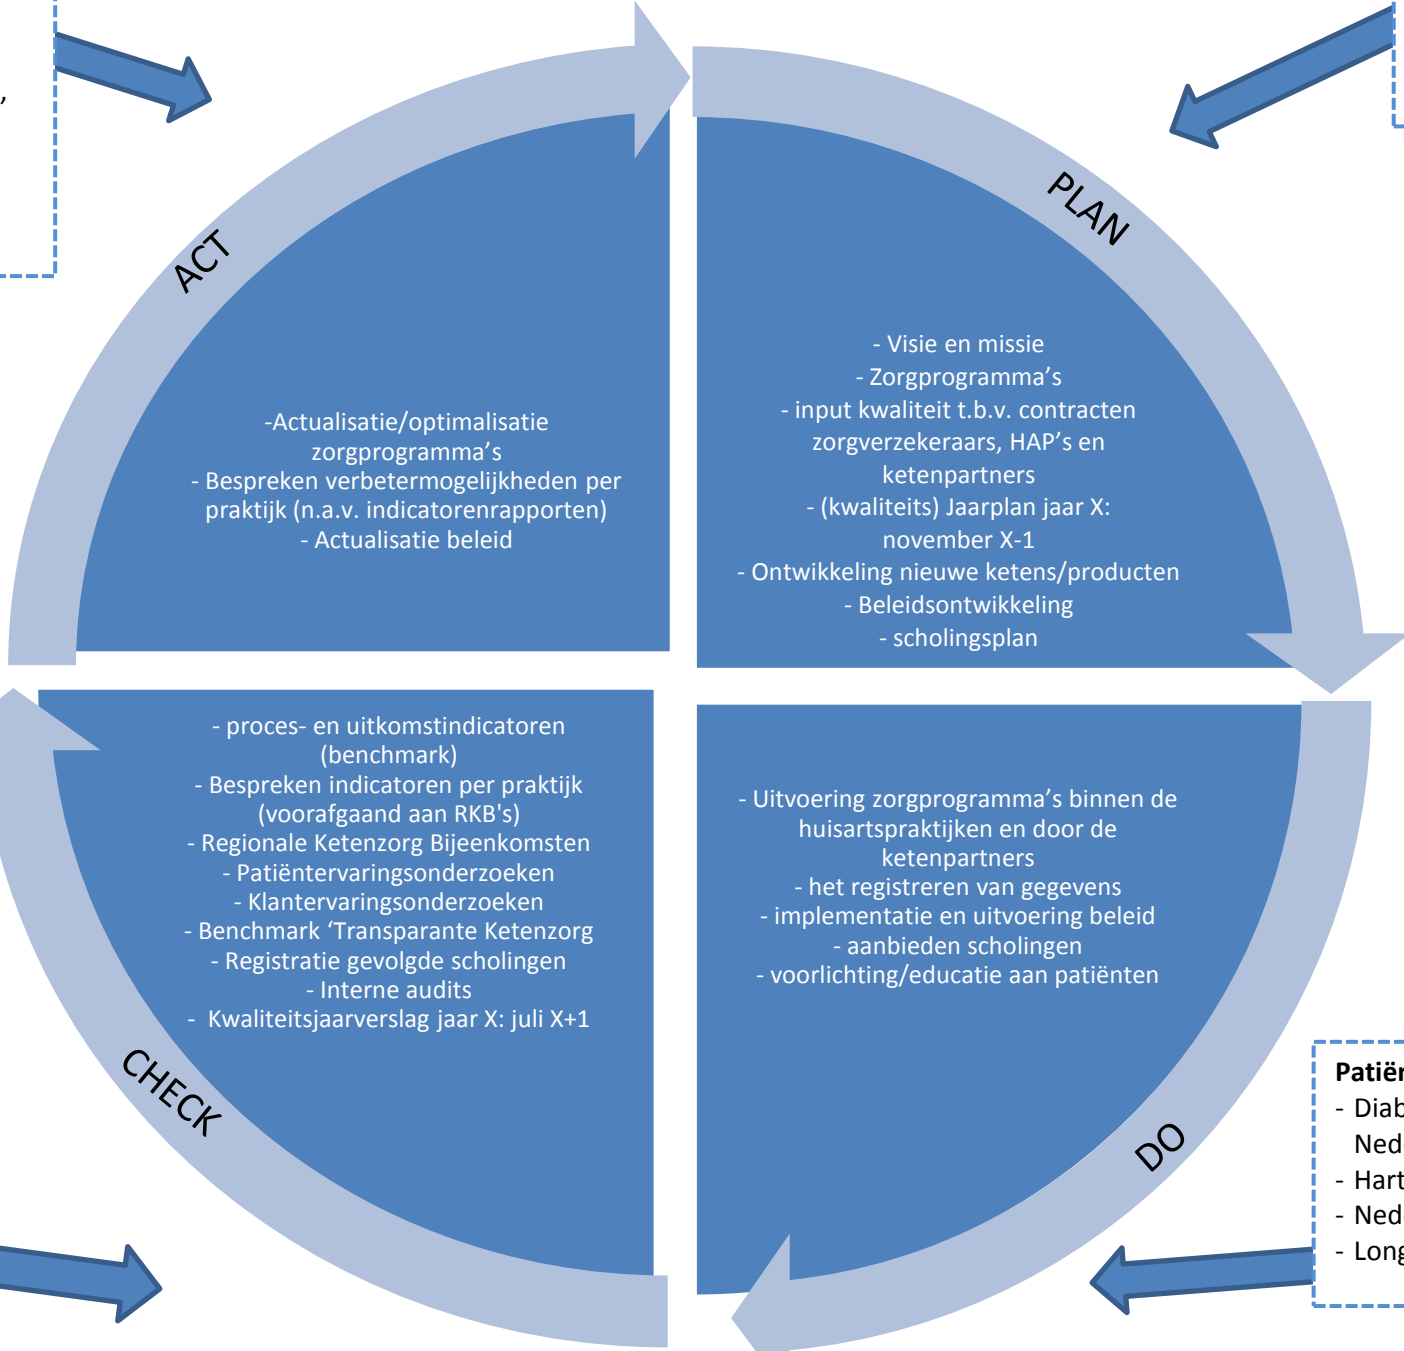 ,
ACT
-Actualisatie/optimalisatie
zorgprogramma’s
- Bespreken verbetermogelijkheden per
praktijk (n.a.v. indicatorenrapporten)
- Actualisatie beleid
PLAN
- Visie en missie
- Zorgprogramma’s
- input kwaliteit t.b.v. contracten
zorgverzekeraars, HAP’s en
ketenpartners
- (kwaliteits) Jaarplan jaar X:
november X-1
- Ontwikkeling nieuwe ketens/producten
- Beleidsontwikkeling
- scholingsplan
- proces- en uitkomstindicatoren
(benchmark)
- Bespreken indicatoren per praktijk
(voorafgaand aan RKB's)
- Regionale Ketenzorg Bijeenkomsten
- Patiëntervaringsonderzoeken
- Klantervaringsonderzoeken
- Benchmark ‘Transparante Ketenzorg
- Registratie gevolgde scholingen
- Interne audits
- Kwaliteitsjaarverslag jaar X: juli X+1
CHECK
- Uitvoering zorgprogramma’s binnen de
huisartspraktijken en door de
ketenpartners
- het registreren van gegevens
- implementatie en uitvoering beleid
- aanbieden scholingen
- voorlichting/educatie aan patiënten
DO
- Diab
- Hart
- Long